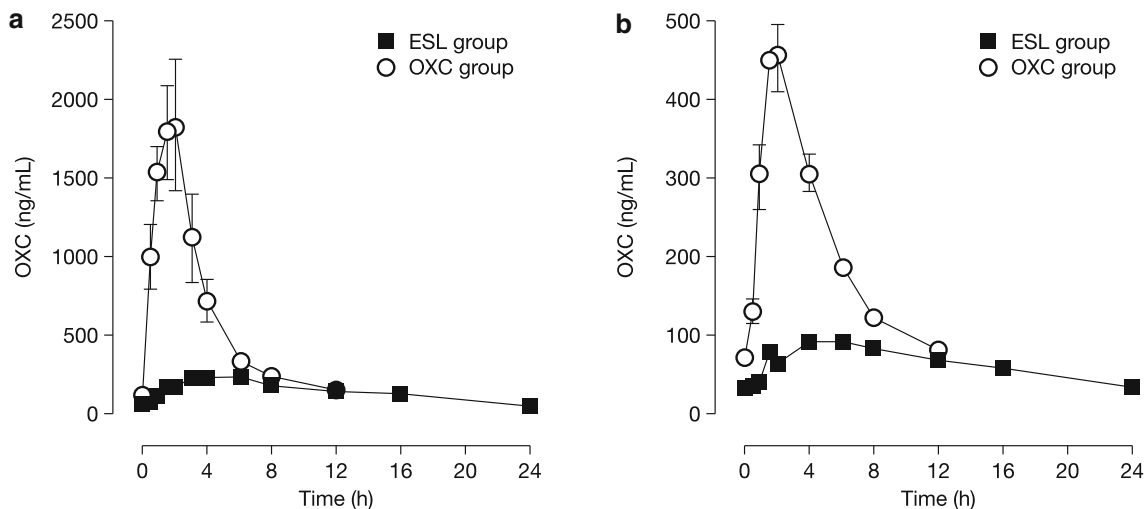 a
2500
2000
1500
1000
500
0
OXC (ng/mL)
ESL group
OXC group
0 4 8 12 16 20 24
Time (h)
b
500
400
300
200
100
0
OXC (ng/mL)
ESL group
OXC group
0 4 8 12 16 20 24
Time (h)